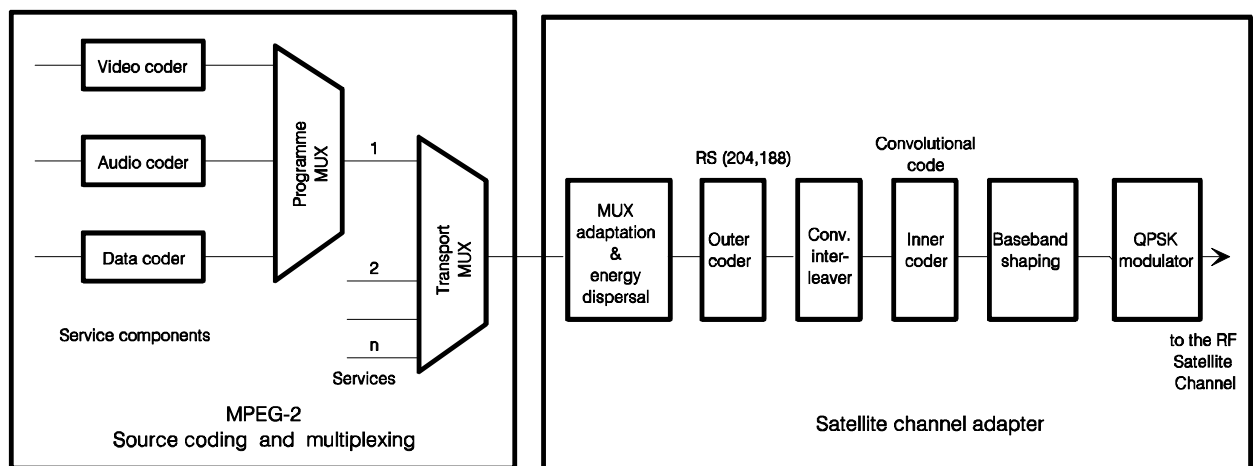 Video coder
Audio coder
Data coder
Service components
Programme
MUX
1
2
n
Services
Transport
MUX
MPEG-2
Source coding and multiplexing
MUX
adaptation
&
energy
dispersal
RS (204,188)
Outer
coder
Conv.
inter-
leaver
Convolutional
code
Inner
coder
Baseband
shaping
QPSK
modulator
to the RF
Satellite
Channel
Satellite channel adapter